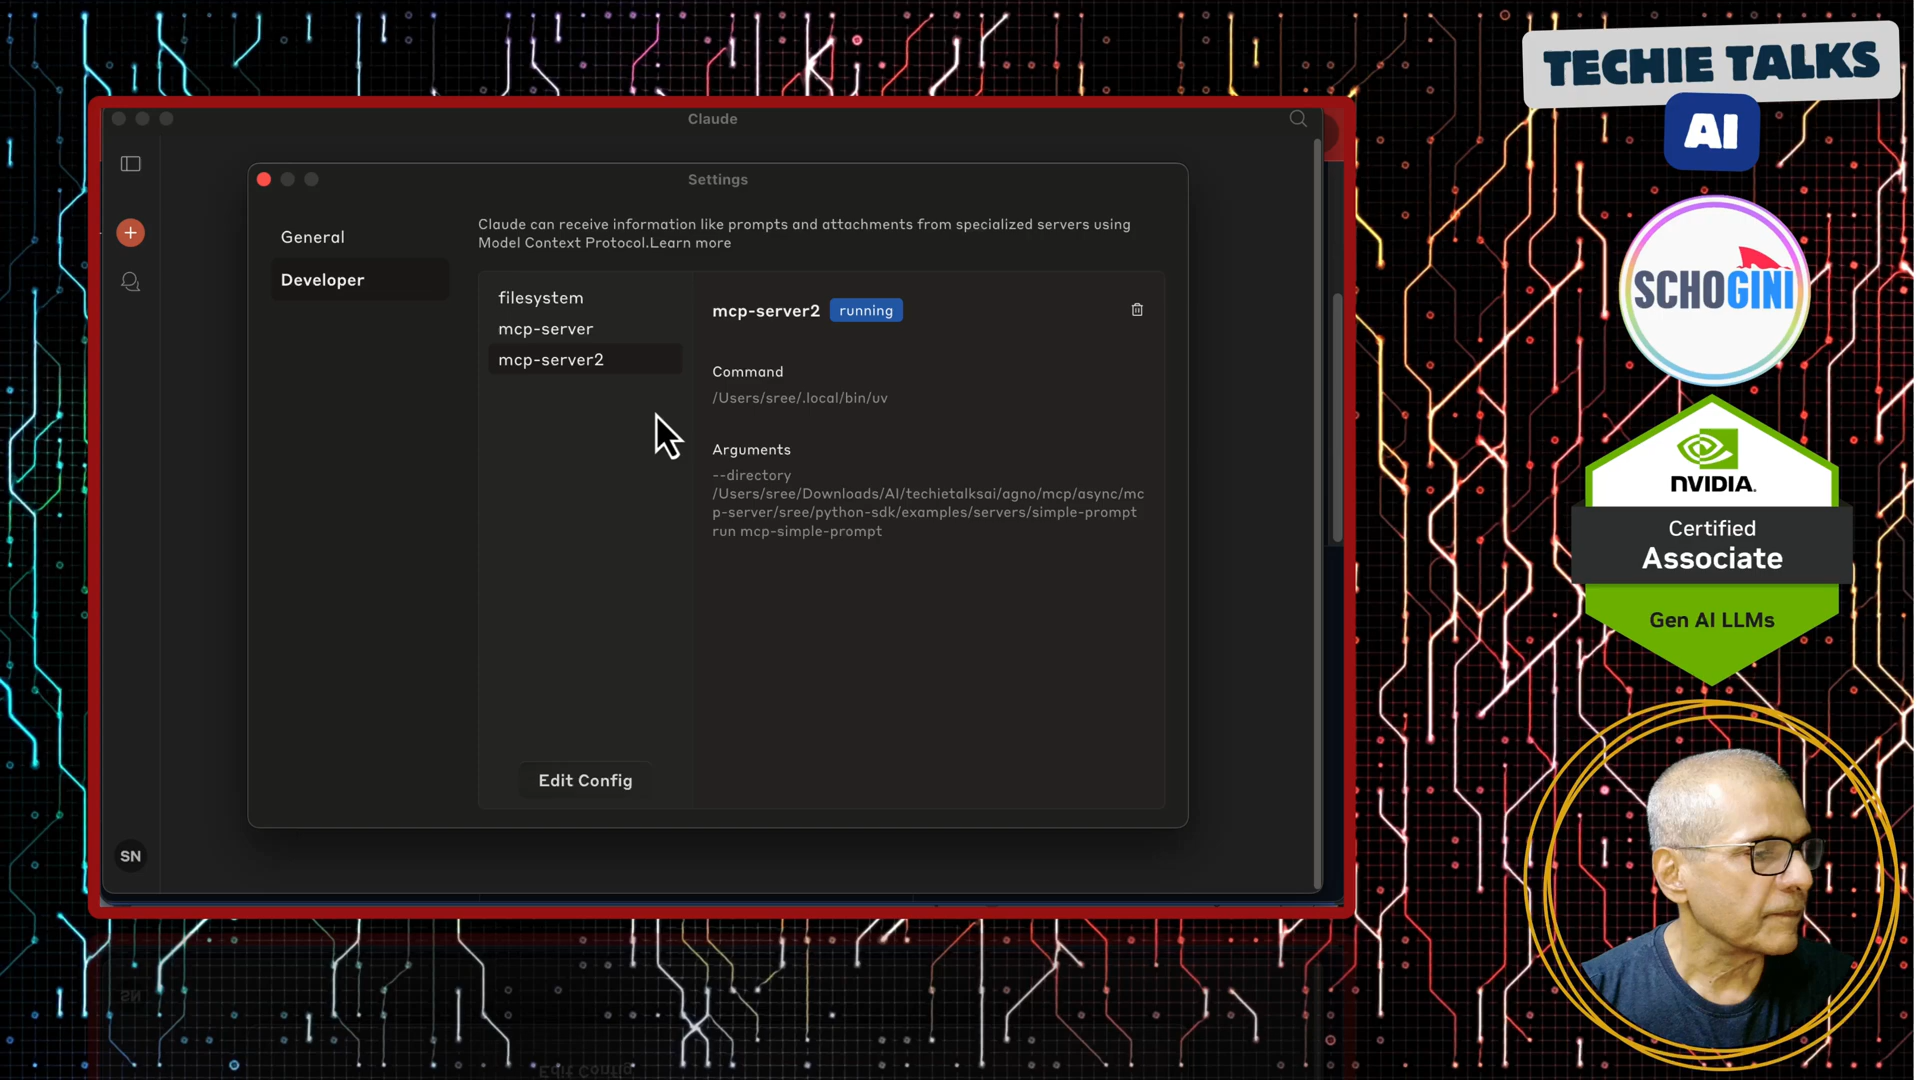 TECHIE TALKS
AI
SCHOGINI
NVIDIA.
Certified
Associate
Gen AI LLMs
Claude
Settings
General
Developer
Claude can receive information like prompts and attachments from specialized servers using
Model Context Protocol.Learn more
filesystem
mcp-server
mcp-server2
Edit Config
mcp-server2 running
Command
/Users/sree/.local/bin/uv
Arguments
--directory
/Users/sree/Downloads/AI/techietalksai/agno/mcp/async/mc
p-server/sree/python-sdk/examples/servers/simple-prompt
run mcp-simple-prompt
SN
SN
Edit Config